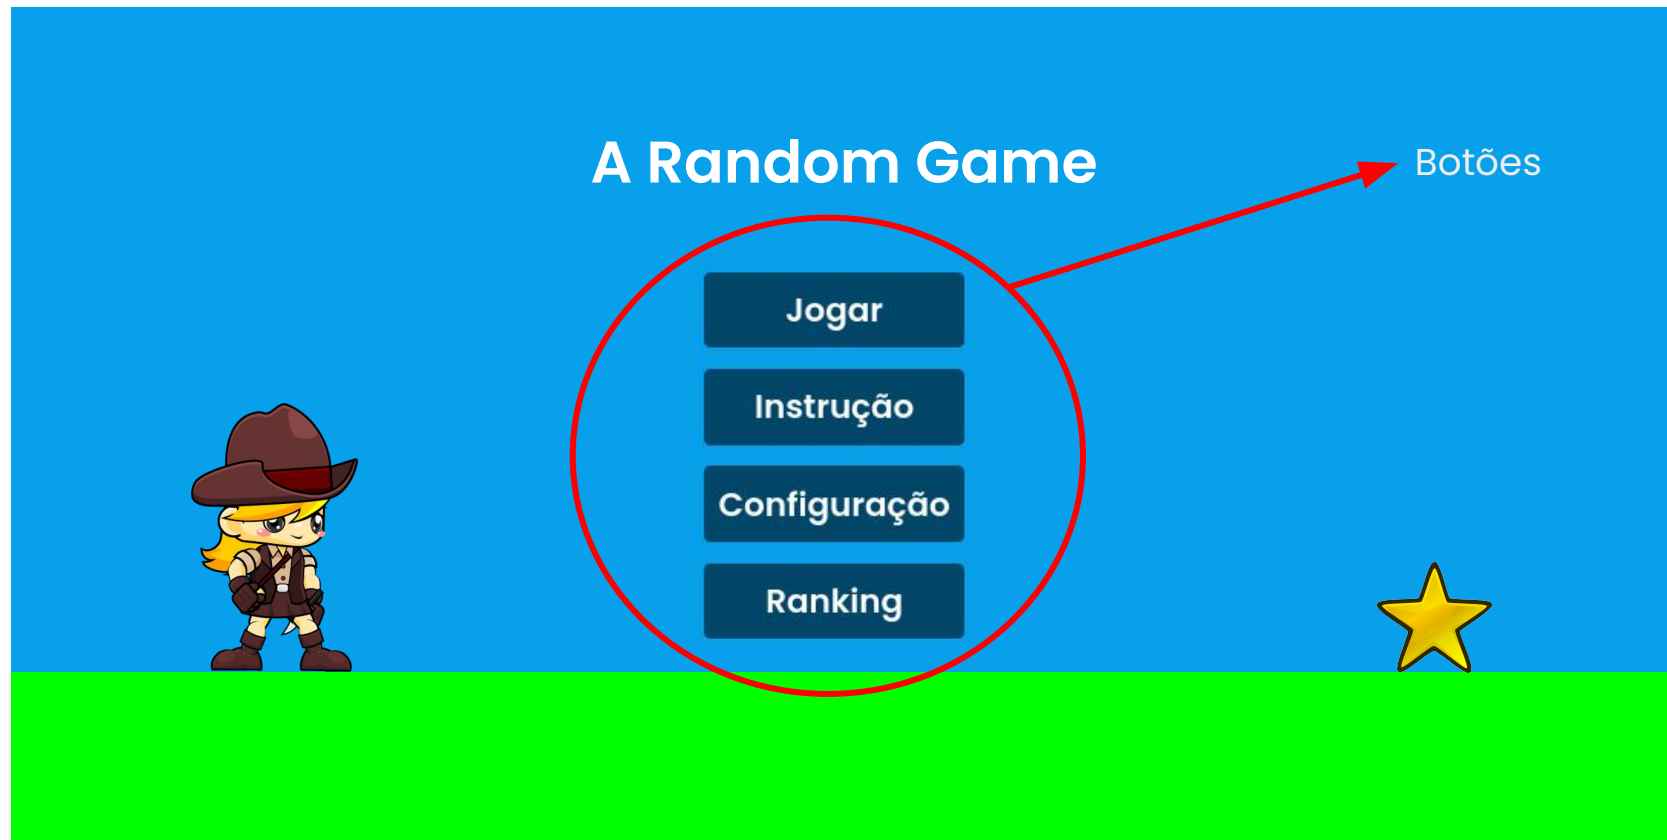 A Random Game
Botões
Jogar
Instrução
Configuração
Ranking